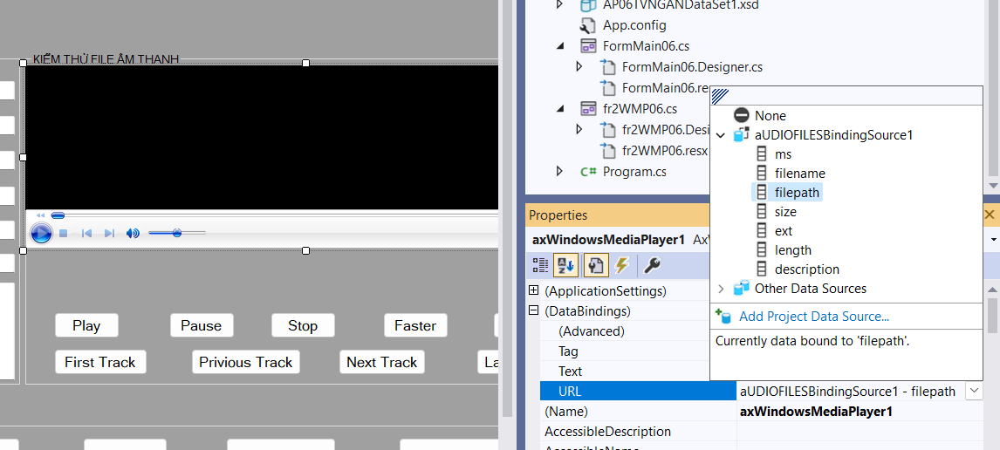 KIỂM THỬ FILE ÂM THANH
Play
Pause
Stop
Faster
First Track
Privious Track
Next Track
La
AP06TVNGANDataSet1.xsd
App.config
FormMain06.cs
FormMain06.Designer.cs
FormMain06.re
fr2WMP06.cs
fr2WMP06.Desi
fr2WMP06.resx
C# Program.cs
None
aUDIOFILESBindingSource1
ms
filename
filepath
size
ext
length
description
Other Data Sources
Add Project Data Source...
Currently data bound to 'filepath'.
Properties
axWindowsMediaPlayer1 AxW
(ApplicationSettings)
(DataBindings)
(Advanced)
Tag
Text
URL aUDIOFILESBindingSource1 - filepath
(Name) axWindowsMediaPlayer1
AccessibleDescription
AccessibleName